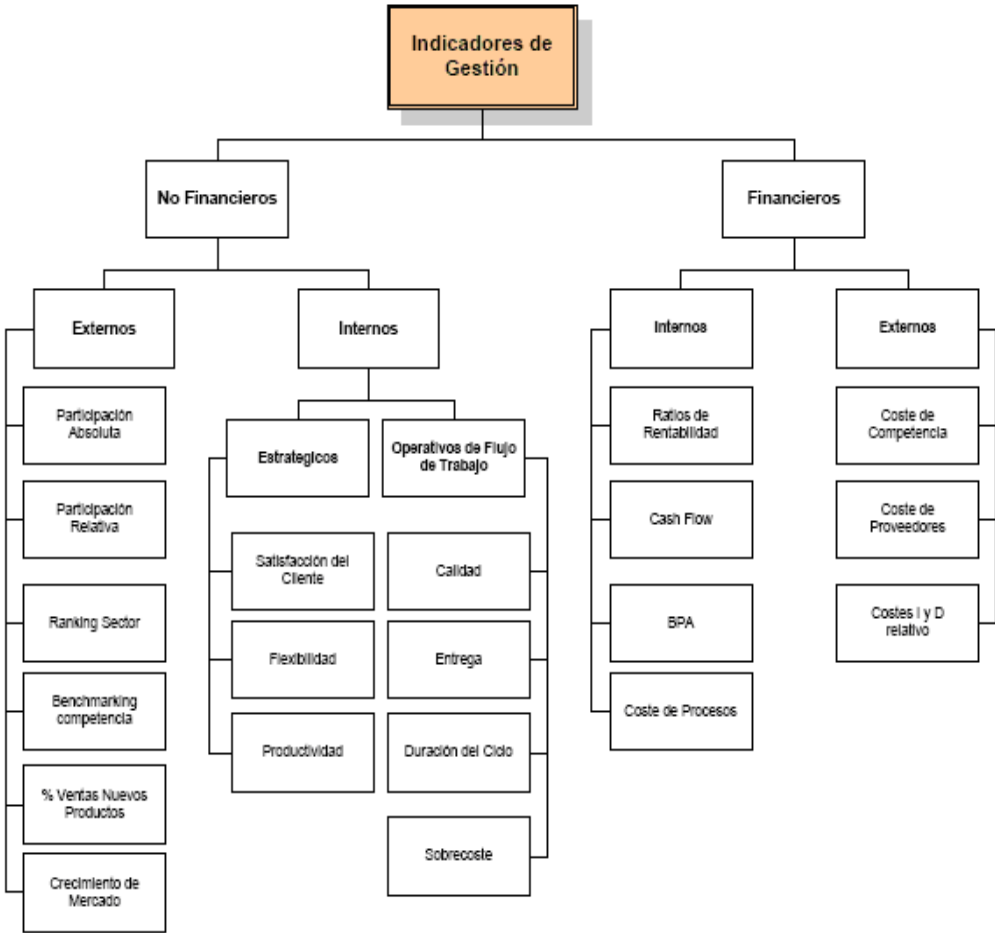 Indicadores de
Gestión
No Financieros
Financieros
Externos
Internos
Internos
Externos
Participación
Absoluta
Participación
Relativa
Ranking Sector
Benchmarking
competencia
% Ventas Nuevos
Productos
Crecimiento de
Mercado
Estrategicos
Satisfacción del
Cliente
Flexibilidad
Productividad
Operativos de Flujo
de Trabajo
Calidad
Entrega
Duración del Ciclo
Sobrecoste
Ratios de
Rentabilidad
Cash Flow
BPA
Coste de Procesos
Coste de
Competencia
Coste de
Proveedores
Costes I y D
relativo